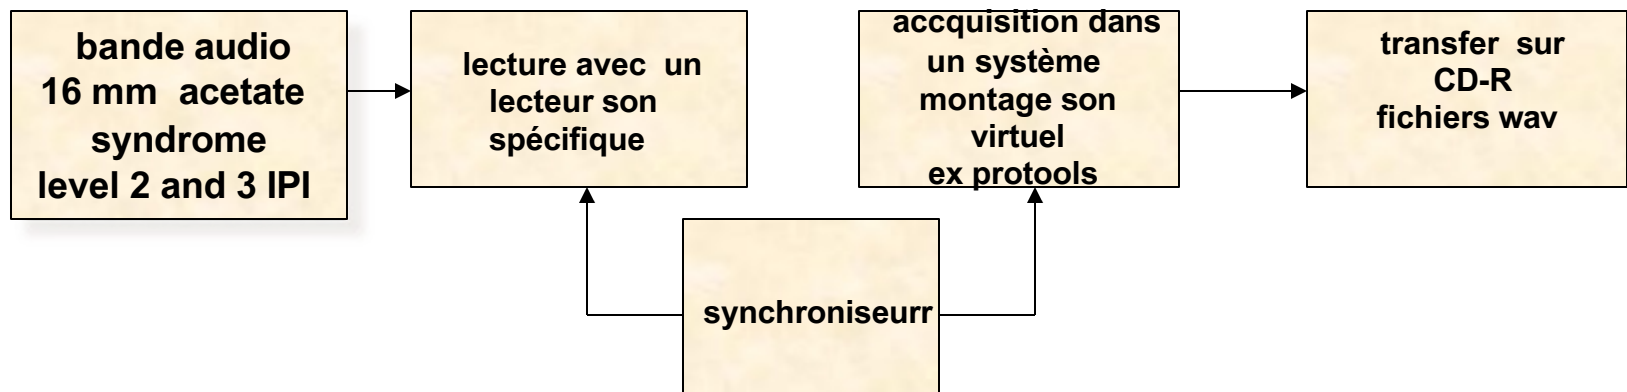 bande audio
16 mm acetate
syndrome
level 2 and 3 IPI
lecture avec un
lecteur son
spécifique
accquisition dans
un système
montage son
virtuel
ex protools
transfer sur
CD-R
fichiers wav
synchroniseurr